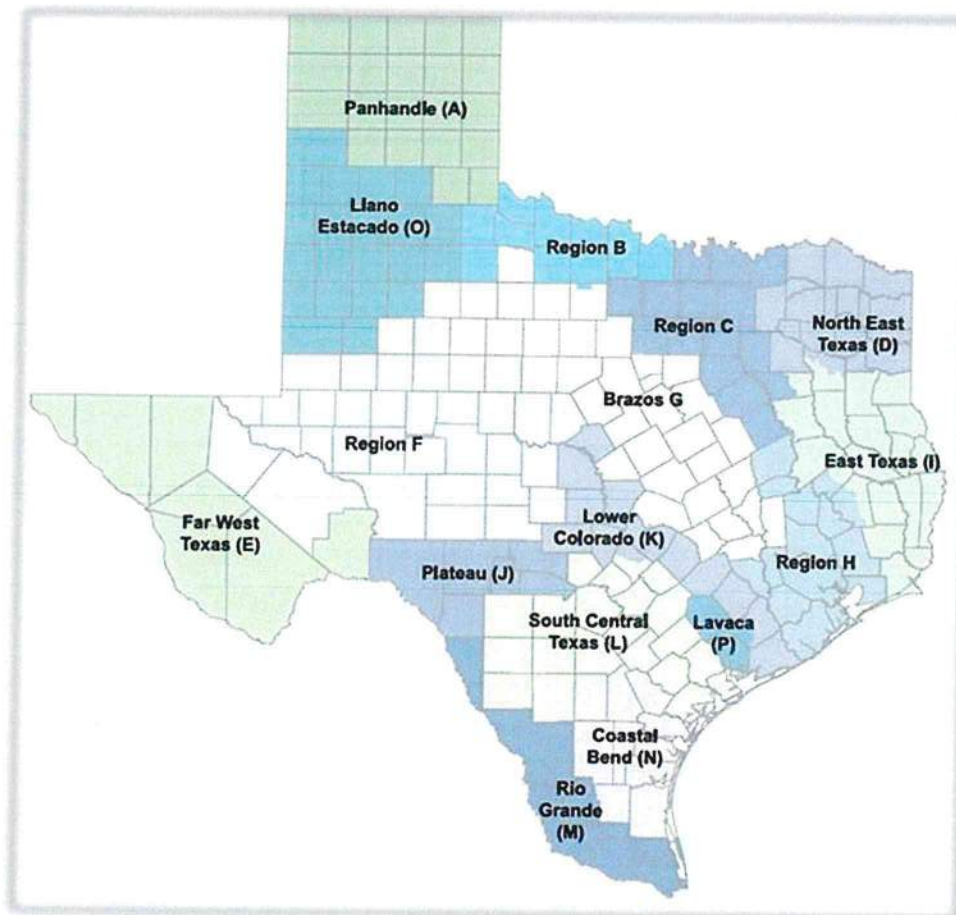 Panhandle (A)
Llano
Estacado (O)
Region B
Region C
North East
Texas (D)
Brazos G
Region F
East Texas (I)
Far West
Texas (E)
Lower
Colorado (K)
Region H
Plateau (J)
South Central
Texas (L)
Lavaca
(P)
Coastal
Bend (N)
Rio
Grande
(M)